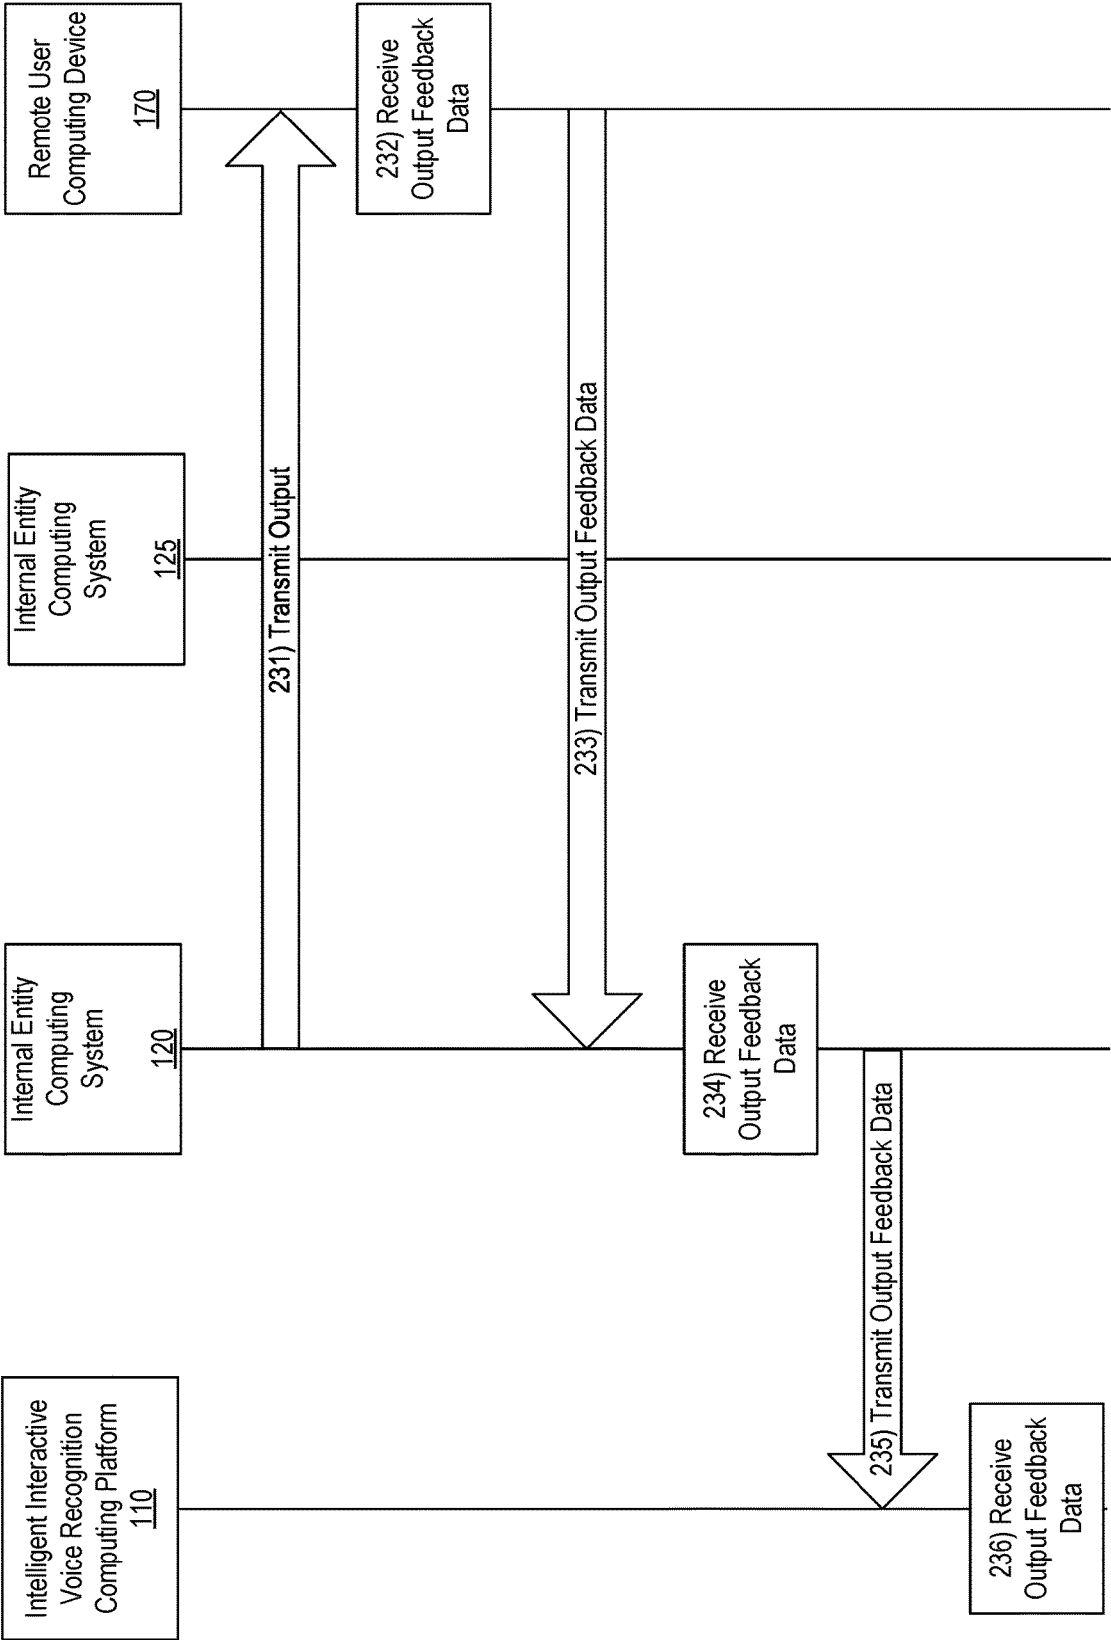 Intelligent Interactive
Voice Recognition
Computing Platform
110
Internal Entity
Computing
System
120
Internal Entity
Computing
System
125
Remote User
Computing Device
170
231) Transmit Output
232) Receive
Output Feedback
Data
233) Transmit Output Feedback Data
234) Receive
Output Feedback
Data
235) Transmit Output Feedback Data
236) Receive
Output Feedback
Data